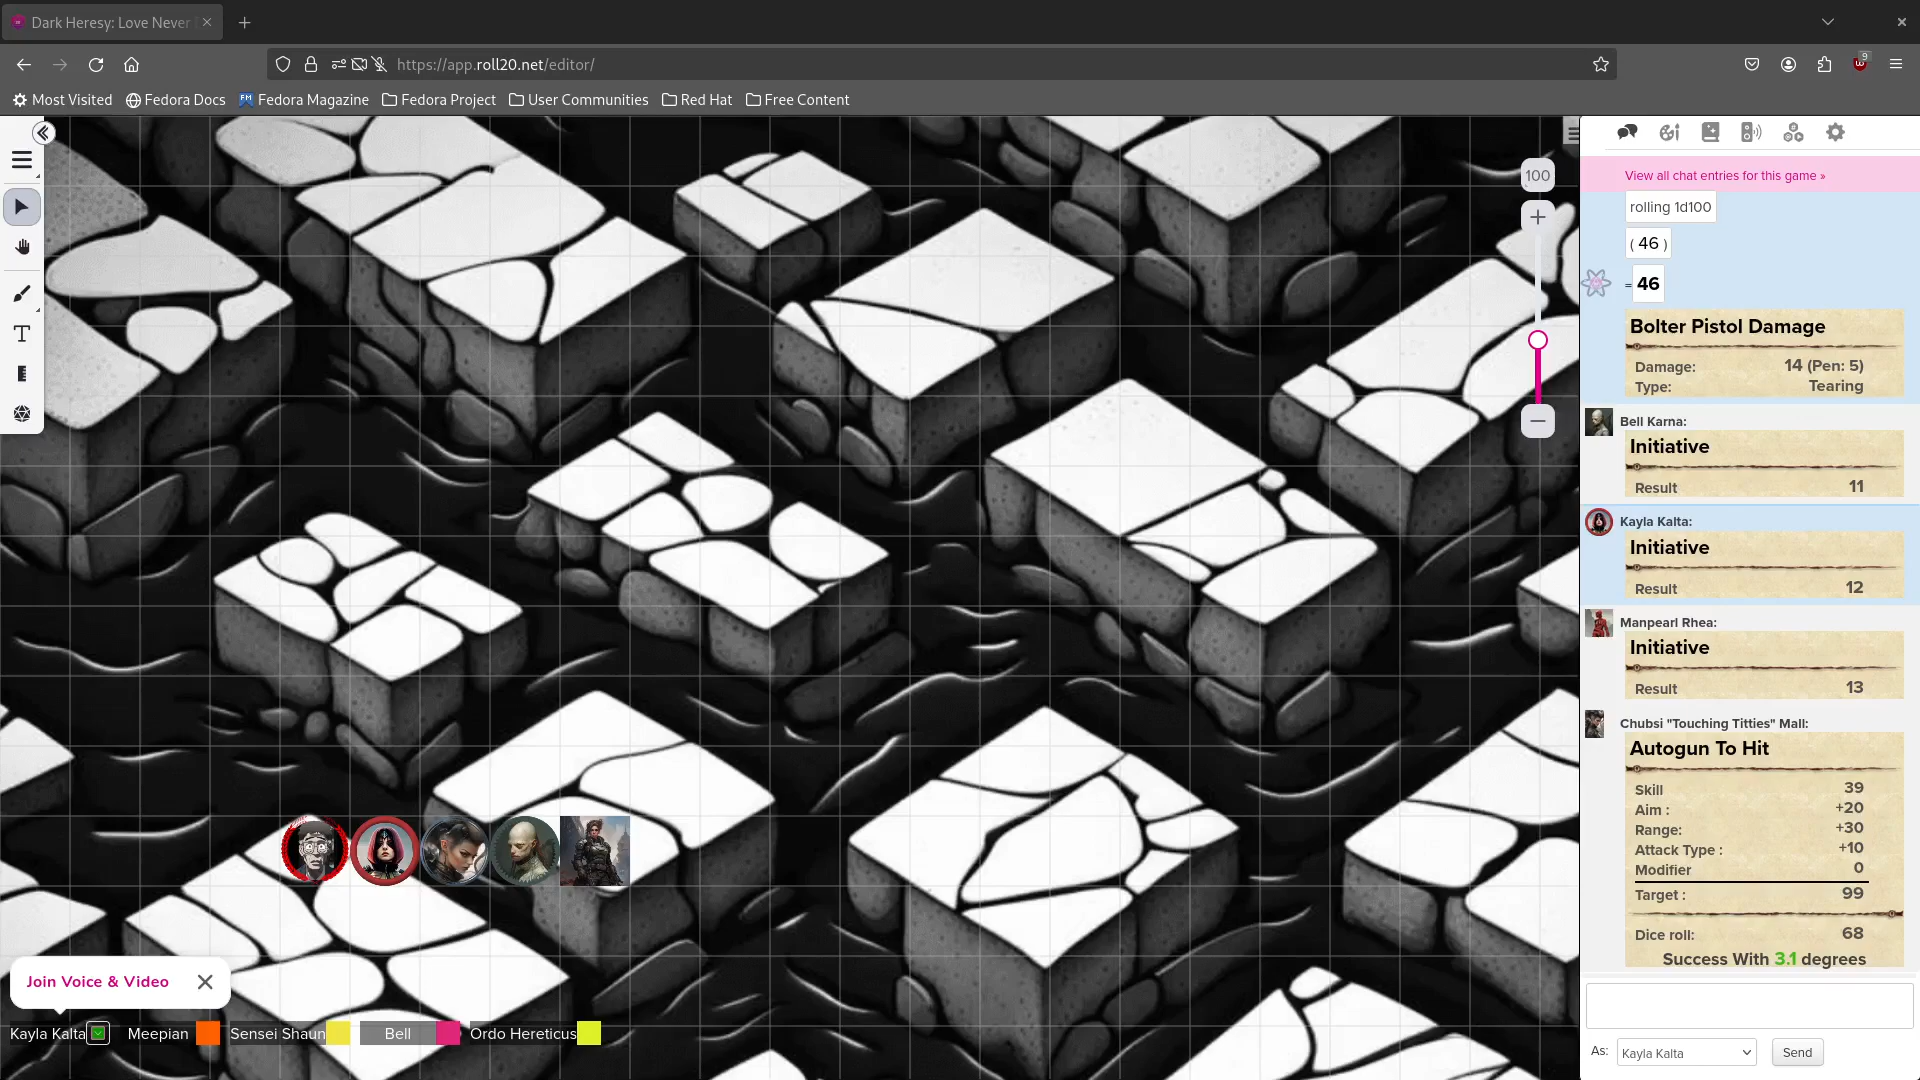 Dark Heresy: Love Never
https://app.roll20.net/editor/
9
Most Visited
Fedora Docs
FM
Fedora Magazine
Fedora Project
User Communities
Red Hat
Free Content
100
View all chat entries for this game »
rolling 1d100
( 46 )
= 46
Bolter Pistol Damage
Damage: 14 (Pen: 5)
Type: Tearing
Bell Karna:
Initiative
Result 11
Kayla Kalta:
Initiative
Result 12
Manpearl Rhea:
Initiative
Result 13
Chubsi "Touching Titties" Mall:
Autogun To Hit
Skill 39
Aim : +20
Range: +30
Attack Type : +10
Modifier 0
Target : 99
Dice roll: 68
Success With 3.1 degrees
Join Voice & Video
Kayla Kalta
Meepian
Sensei Shaun
Bell
Ordo Hereticus
As: Kayla Kalta
Send